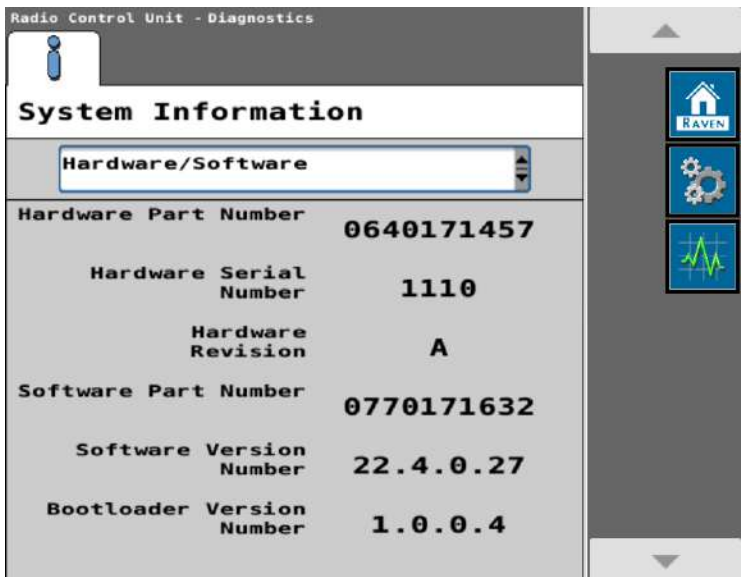 Radio Control Unit - Diagnostics
System Information
Hardware/Software
Hardware Part Number
0640171457
Hardware Serial
Number
1110
Hardware
Revision
A
Software Part Number
0770171632
Software Version
Number
22.4.0.27
Bootloader Version
Number
1.0.0.4
RAVEN